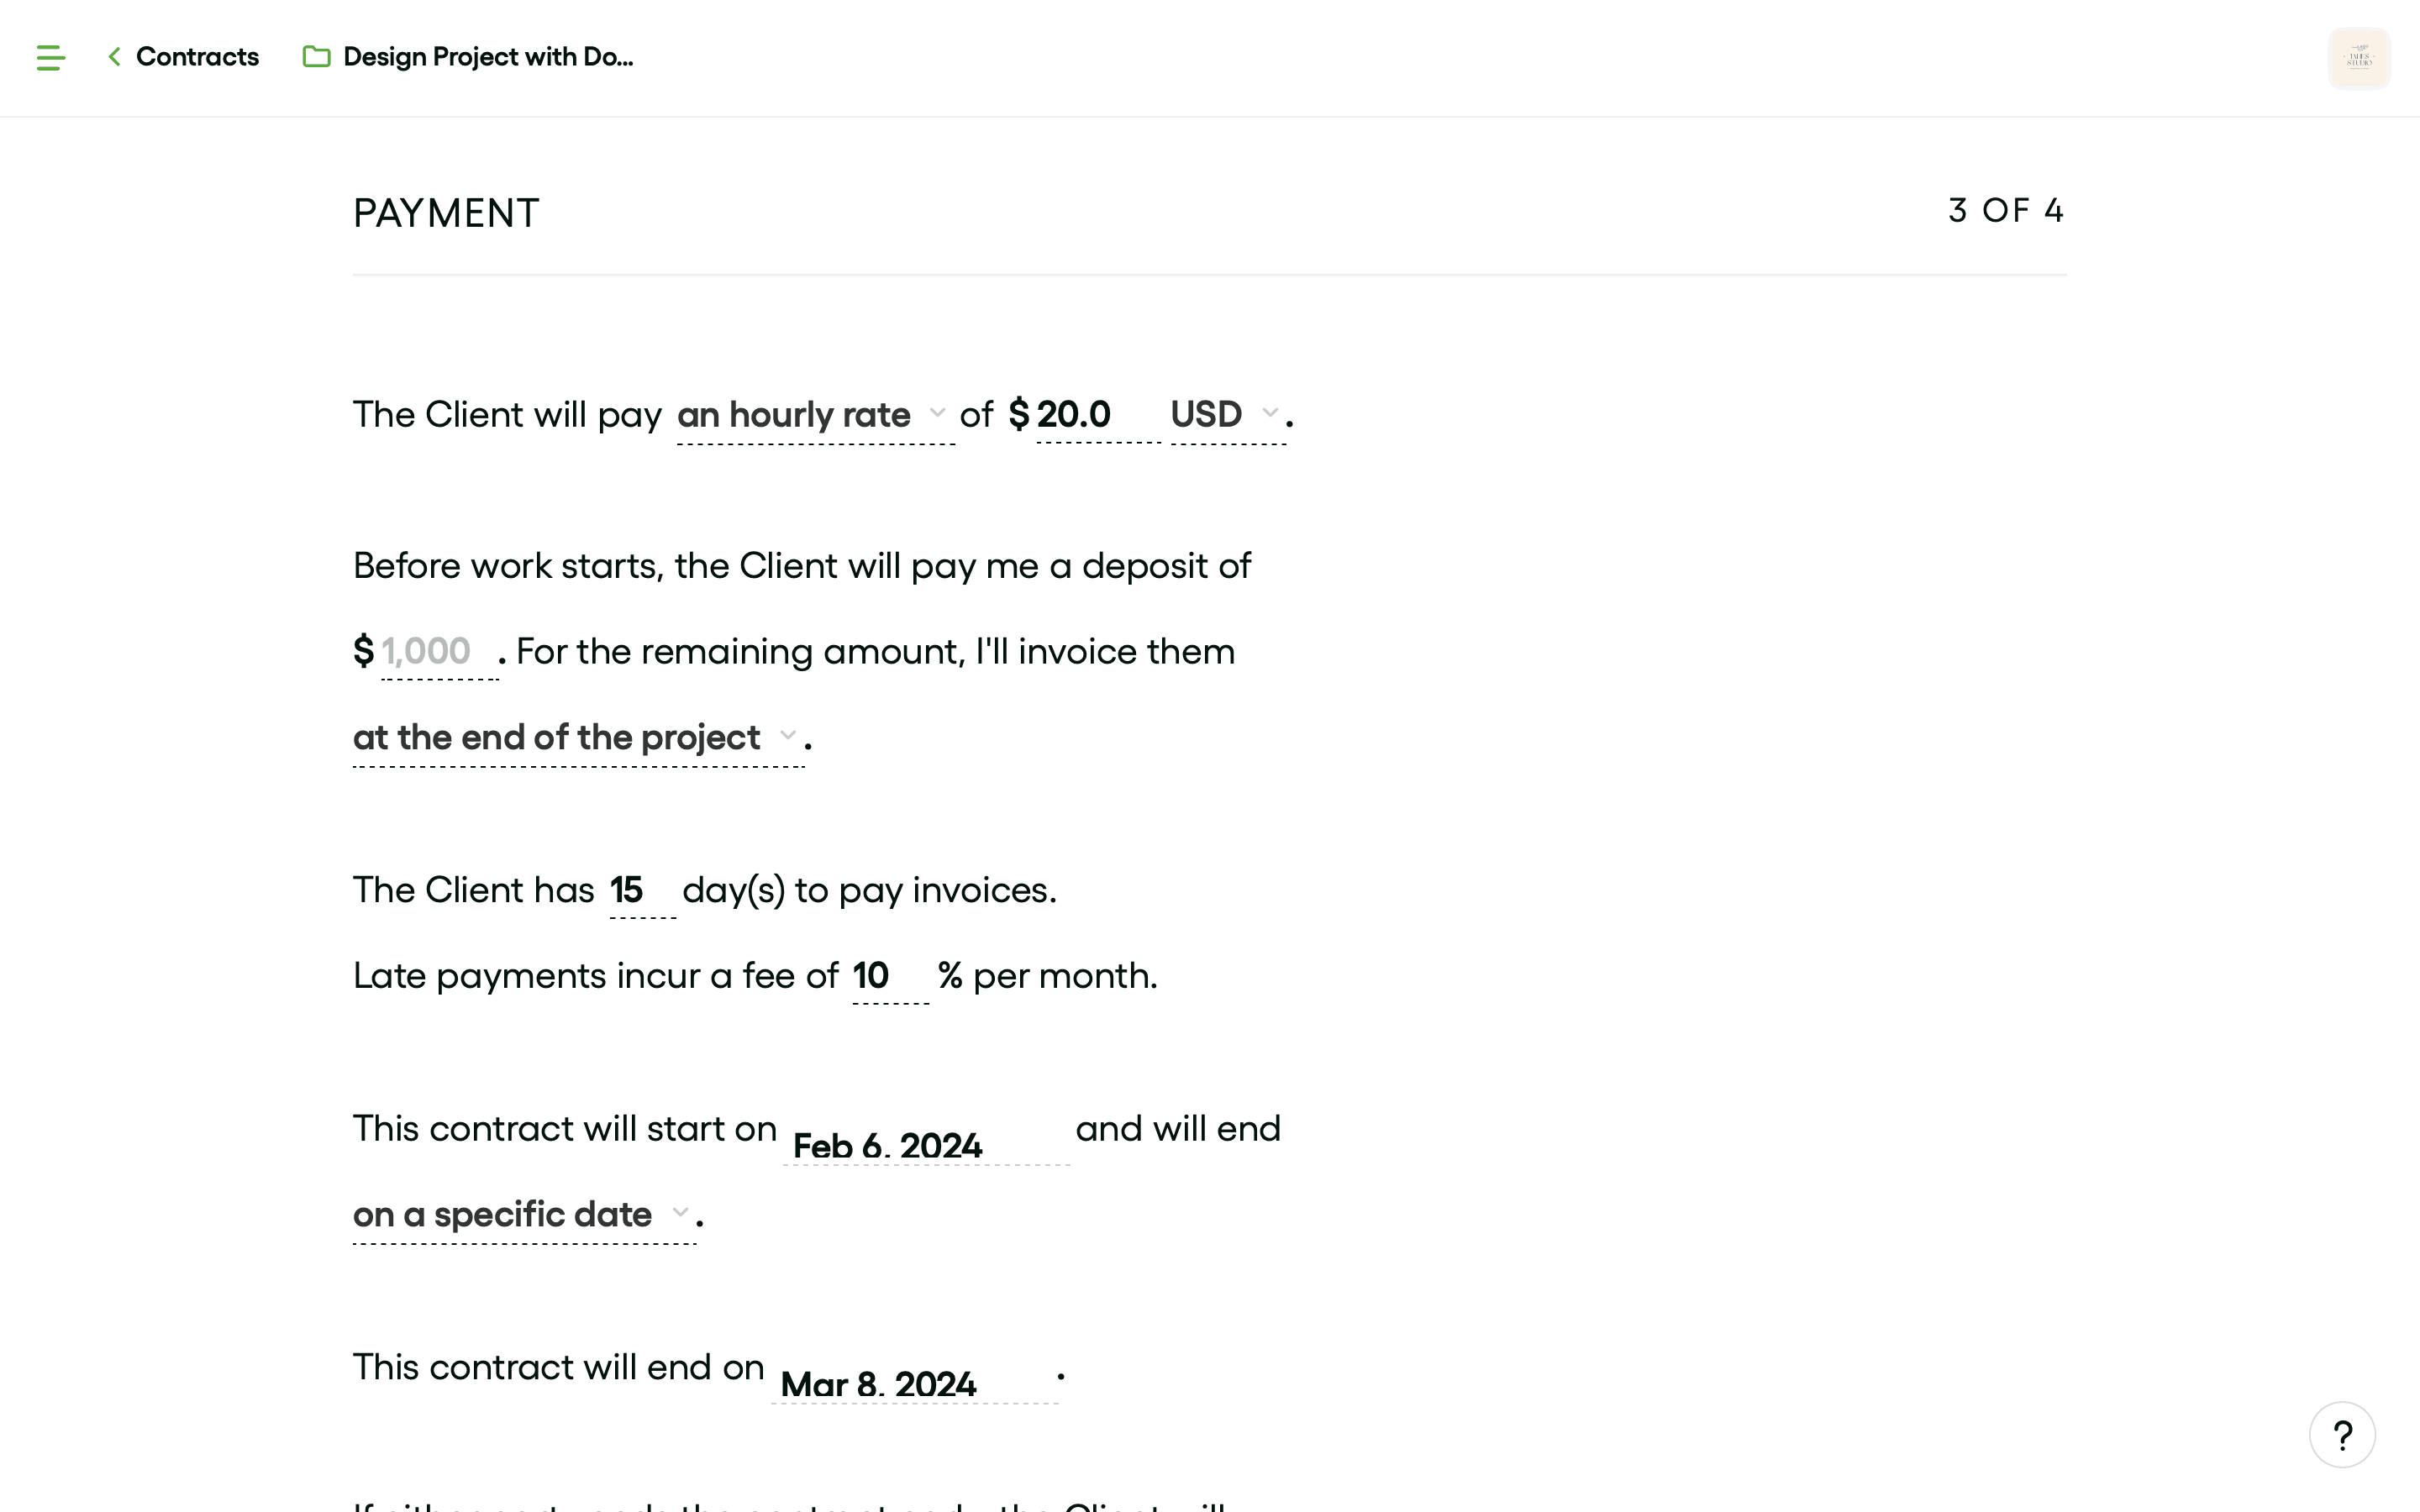 Contracts
Design Project with Do...
JAMES
STUDIO
PAYMENT
3 OF 4
The Client will pay an hourly rate of $ 20.0 USD .
Before work starts, the Client will pay me a deposit of
$ 1,000 . For the remaining amount, I'll invoice them
at the end of the project .
The Client has 15 day(s) to pay invoices.
Late payments incur a fee of 10 % per month.
This contract will start on Feb 6, 2024 and will end
on a specific date .
This contract will end on Mar 8, 2024 .
?